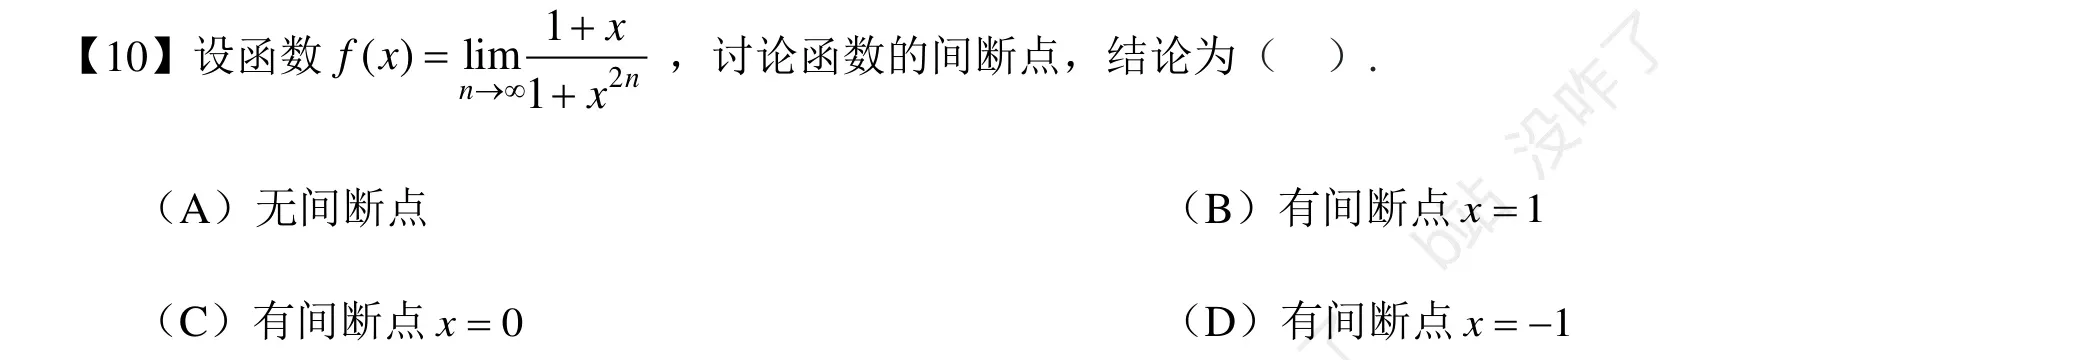 【10】设函数 f(x) = lim_{n→∞} \frac{1+x}{1+x^{2n}} ，讨论函数的间断点，结论为（ ）.
（A）无间断点 （B）有间断点 x = 1
（C）有间断点 x = 0 （D）有间断点 x = −1
b站 没咋了